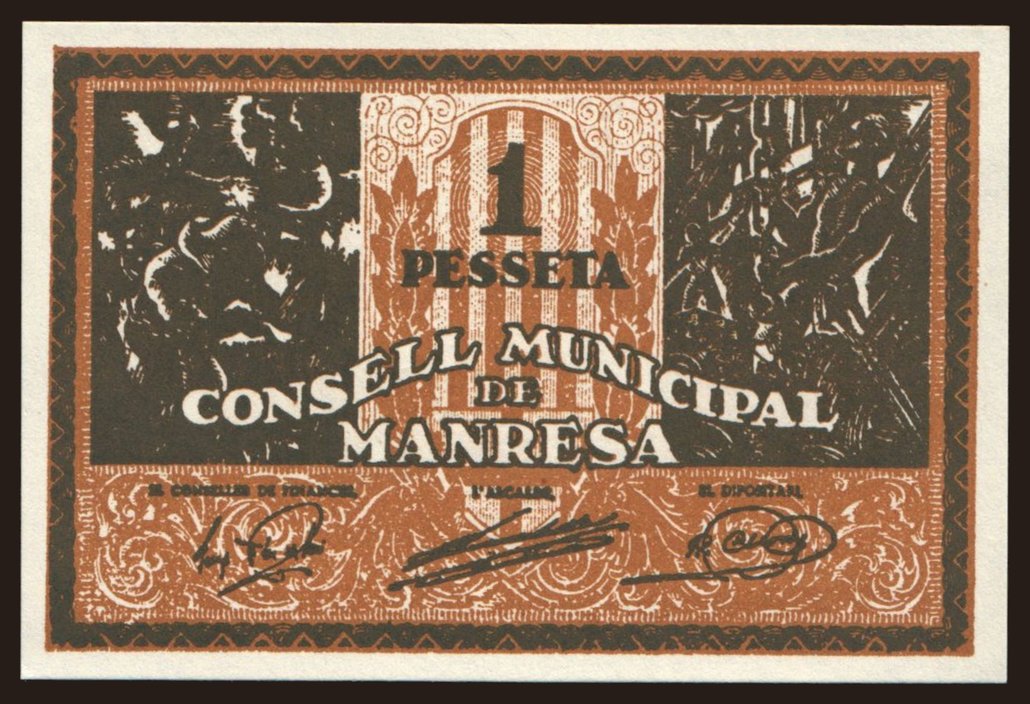 1
PESSETA
CONSELL MUNICIPAL
DE
MANRESA
EL CONSELLER DE FINANCES, L'ALCALDE EL DIPOSITARI,